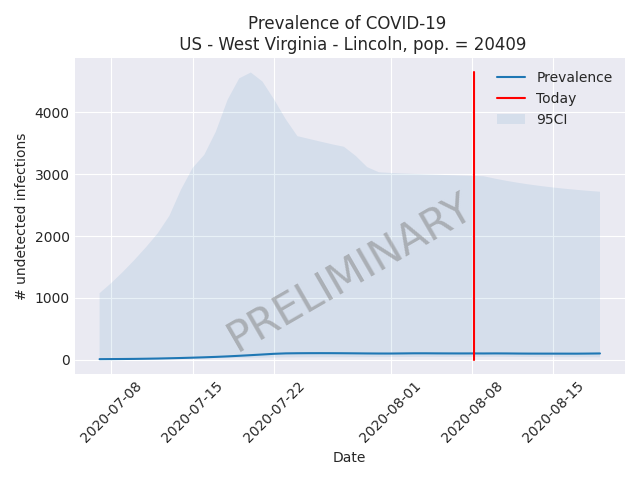 Prevalence of COVID-19
US - West Virginia - Lincoln, pop. = 20409
Prevalence
Today
95CI
# undetected infections
4000
3000
2000
1000
0
PRELIMINARY
2020-07-08
2020-07-15
2020-07-22
2020-08-01
2020-08-08
2020-08-15
Date